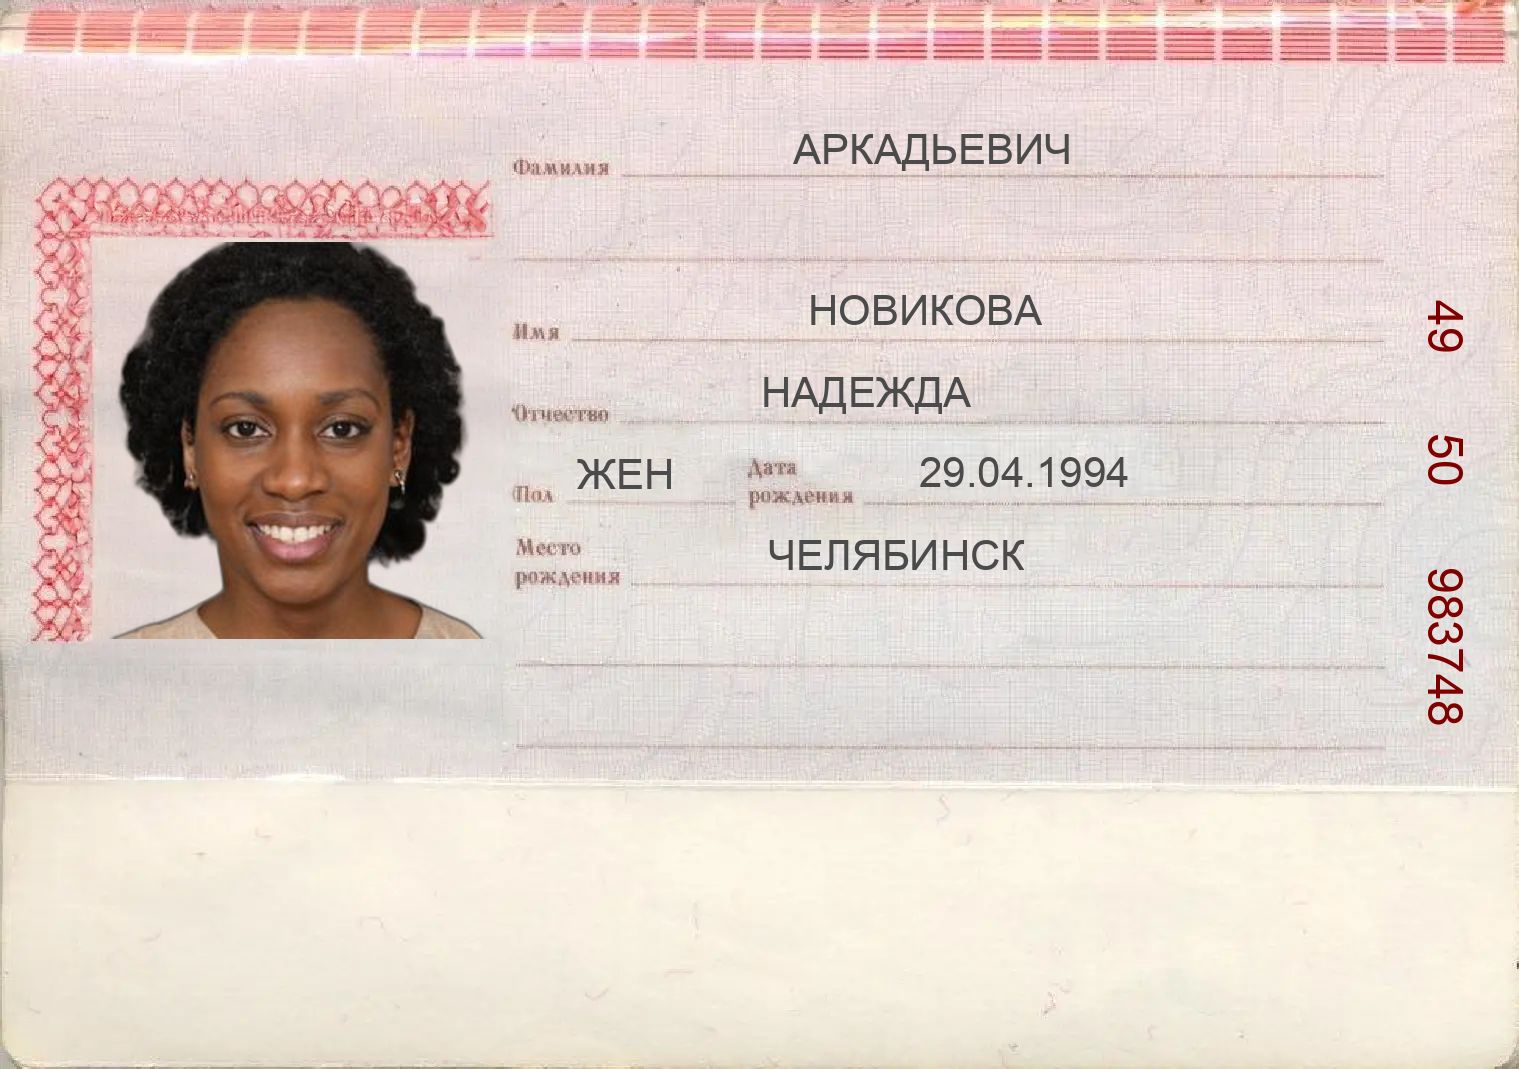 Фамилия АРКАДЬЕВИЧ
Имя НОВИКОВА
Отчество НАДЕЖДА
Пол ЖЕН Дата рождения 29.04.1994
Место рождения ЧЕЛЯБИНСК
49 50 983748